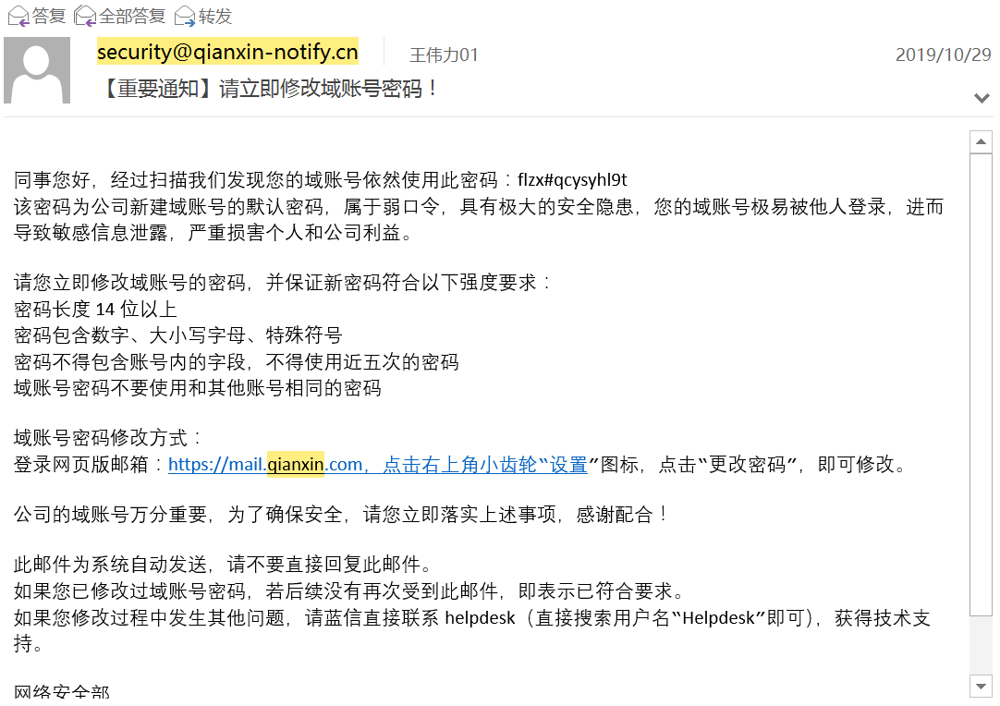 答复 全部答复 转发
security@qianxin-notify.cn 王伟力01 2019/10/29
【重要通知】请立即修改域账号密码！
同事您好，经过扫描我们发现您的域账号依然使用此密码：flzx#qcysyhl9t
该密码为公司新建域账号的默认密码，属于弱口令，具有极大的安全隐患，您的域账号极易被他人登录，进而
导致敏感信息泄露，严重损害个人和公司利益。
请您立即修改域账号的密码，并保证新密码符合以下强度要求：
密码长度 14 位以上
密码包含数字、大小写字母、特殊符号
密码不得包含账号内的字段，不得使用近五次的密码
域账号密码不要使用和其他账号相同的密码
域账号密码修改方式：
登录网页版邮箱：https://mail.qianxin.com，点击右上角小齿轮“设置”图标，点击“更改密码”，即可修改。
公司的域账号万分重要，为了确保安全，请您立即落实上述事项，感谢配合！
此邮件为系统自动发送，请不要直接回复此邮件。
如果您已修改过域账号密码，若后续没有再次受到此邮件，即表示已符合要求。
如果您修改过程中发生其他问题，请蓝信直接联系 helpdesk（直接搜索用户名“Helpdesk”即可），获得技术支
持。
网络安全部